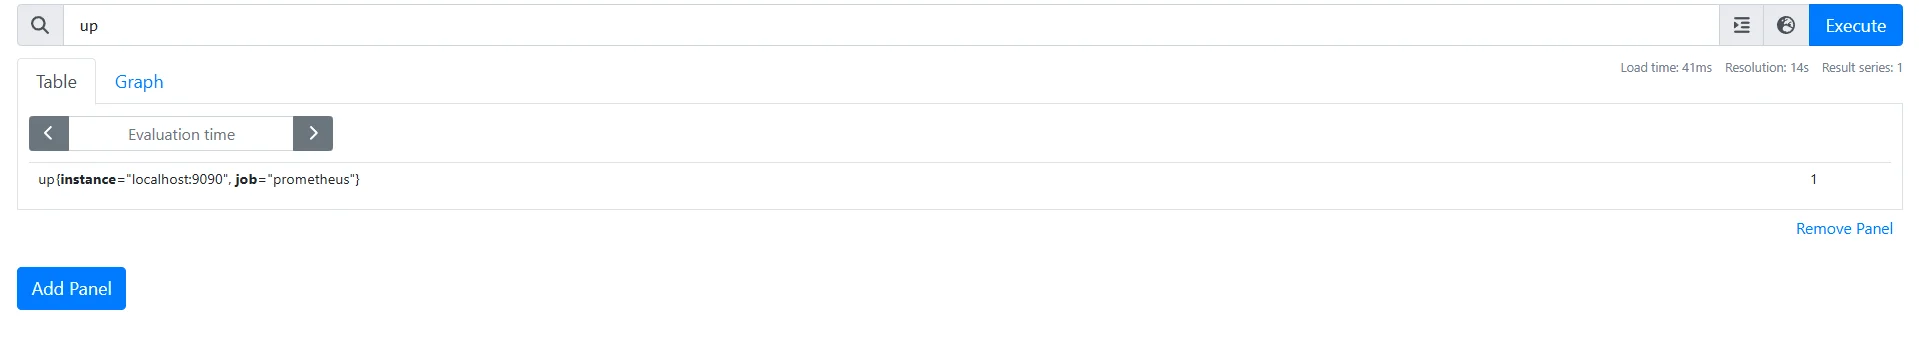 up Execute
Table Graph Load time: 41ms Resolution: 14s Result series: 1
Evaluation time
up{instance="localhost:9090", job="prometheus"} 1
Remove Panel
Add Panel